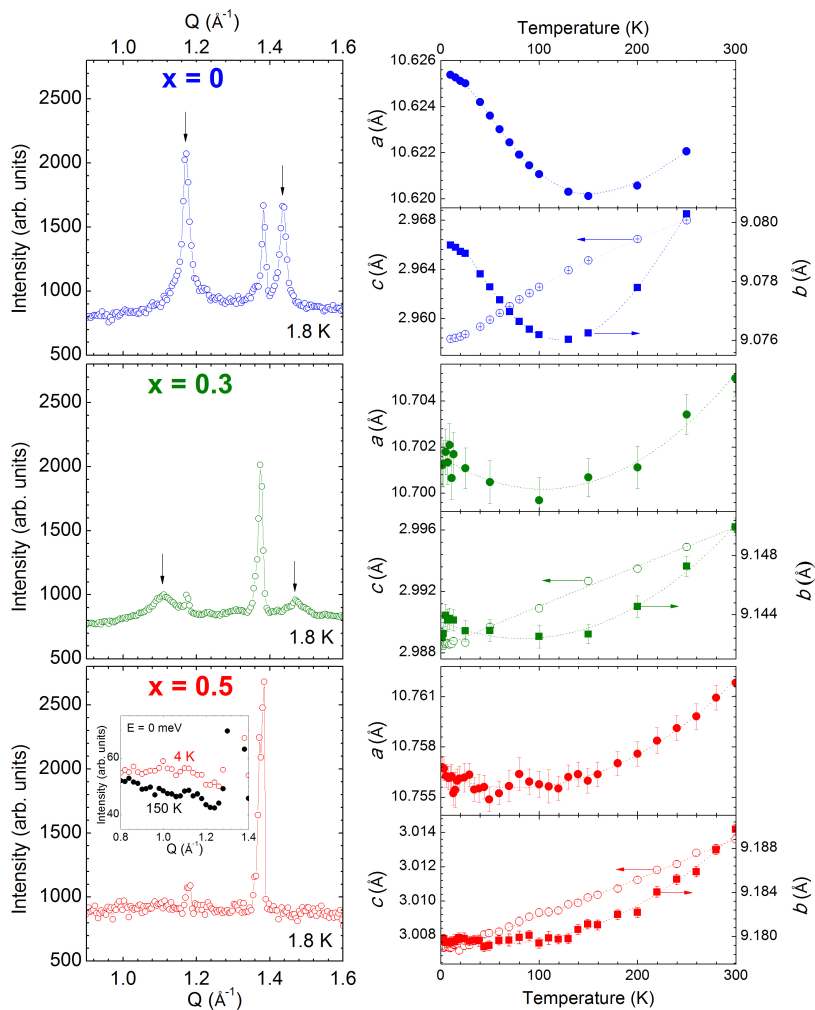 Q (Å-1)
1.0 1.2 1.4 1.6
x = 0
2500
2000
1500
1000
500
Intensity (arb. units)
1.8 K
x = 0.3
2500
2000
1500
1000
500
Intensity (arb. units)
1.8 K
x = 0.5
2500
2000
1500
1000
500
Intensity (arb. units)
E = 0 meV
4 K
150 K
60
40
Intensity (arb. units)
0.8 1.0 1.2 1.4
Q (Å-1)
1.8 K
1.0 1.2 1.4 1.6
Q (Å-1)
Temperature (K)
0 100 200 300
10.626
10.624
10.622
10.620
a (Å)
2.968
2.964
2.960
c (Å)
9.080
9.078
9.076
b (Å)
10.704
10.702
10.700
a (Å)
2.996
2.992
2.988
c (Å)
9.148
9.144
b (Å)
10.761
10.758
10.755
a (Å)
3.014
3.012
3.010
3.008
c (Å)
9.188
9.184
9.180
b (Å)
0 100 200 300
Temperature (K)